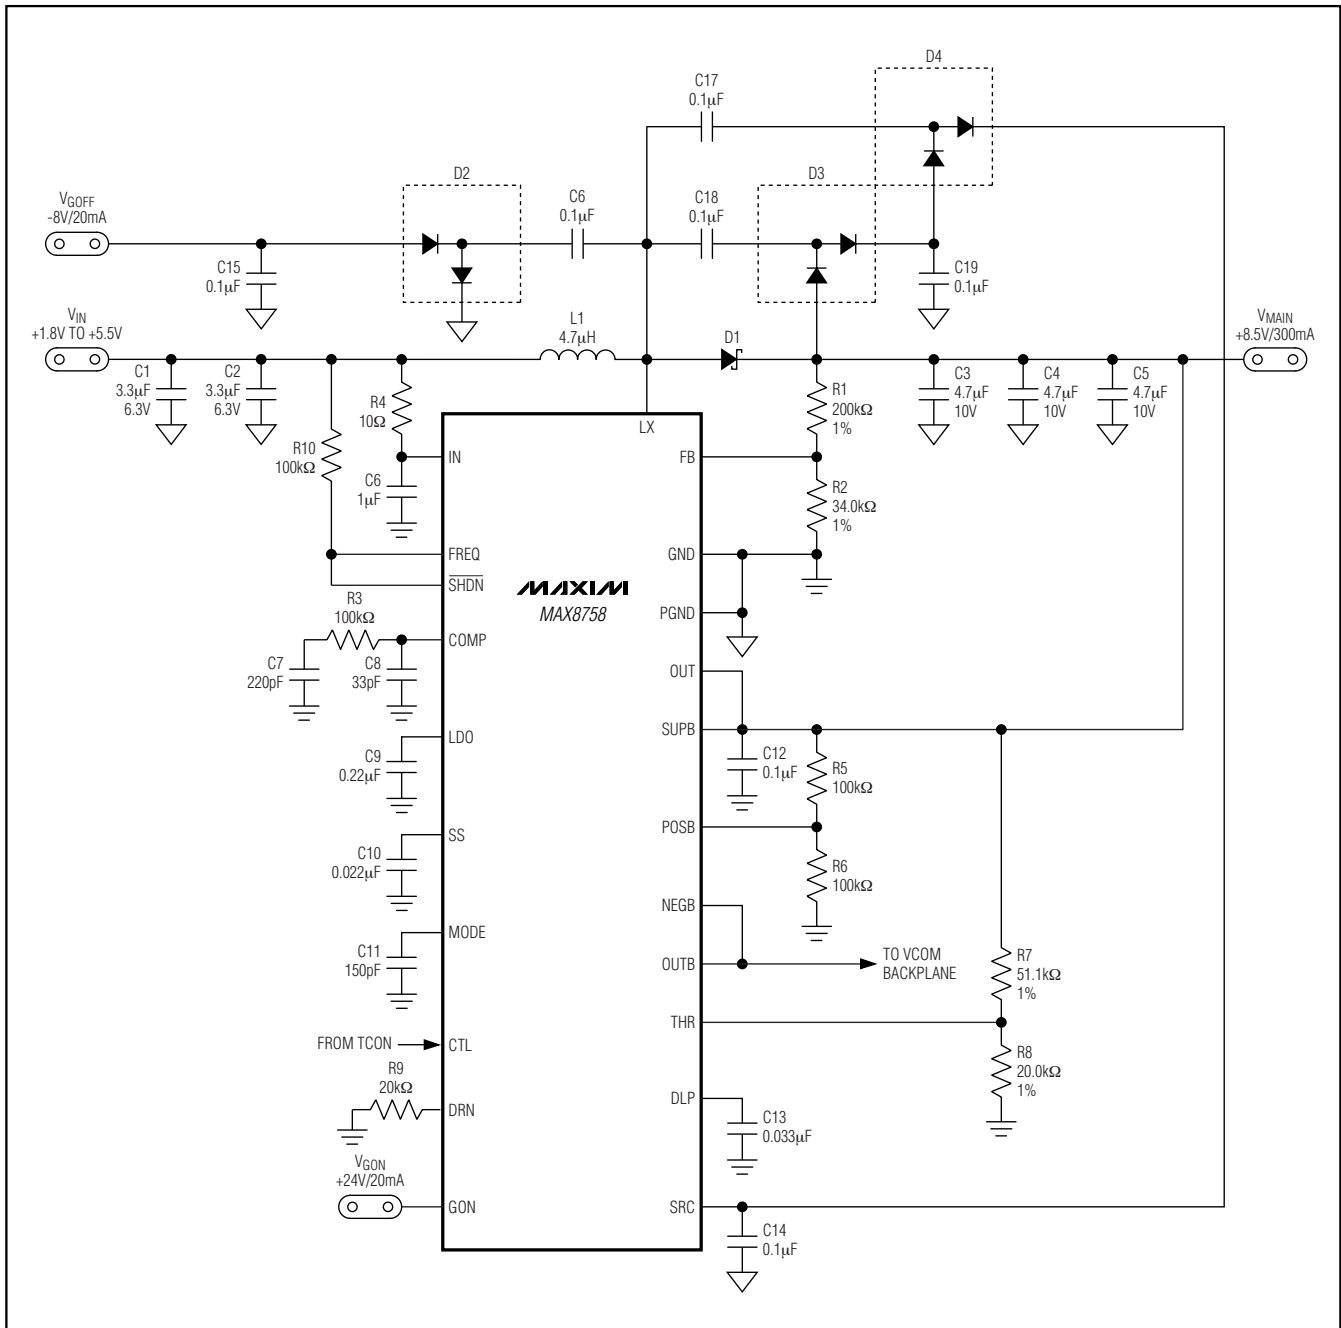 D4
C17
0.1µF
D2
D3
VGOFF
-8V/20mA
C6
0.1µF
C18
0.1µF
C15
0.1µF
C19
0.1µF
VIN
+1.8V TO +5.5V
L1
4.7µH
D1
VMAIN
+8.5V/300mA
C1
3.3µF
6.3V
C2
3.3µF
6.3V
R4
10Ω
R10
100kΩ
LX
R1
200kΩ
1%
C3
4.7µF
10V
C4
4.7µF
10V
C5
4.7µF
10V
IN
FB
C6
1µF
R2
34.0kΩ
1%
FREQ
GND
SHDN
MAXIM
MAX8758
R3
100kΩ
PGND
COMP
C7
220pF
C8
33pF
OUT
SUPB
LDO
C9
0.22µF
C12
0.1µF
R5
100kΩ
SS
POSB
C10
0.022µF
R6
100kΩ
NEGB
MODE
C11
150pF
OUTB
TO VCOM
BACKPLANE
R7
51.1kΩ
1%
THR
FROM TCON
CTL
R8
20.0kΩ
1%
R9
20kΩ
DRN
DLP
C13
0.033µF
VGON
+24V/20mA
GON
SRC
C14
0.1µF